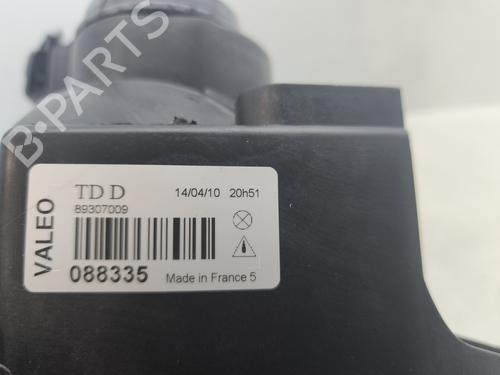 B-PARTS
VALEO
TD D
14/04/10 20h51
89307009
088335
Made in France 5